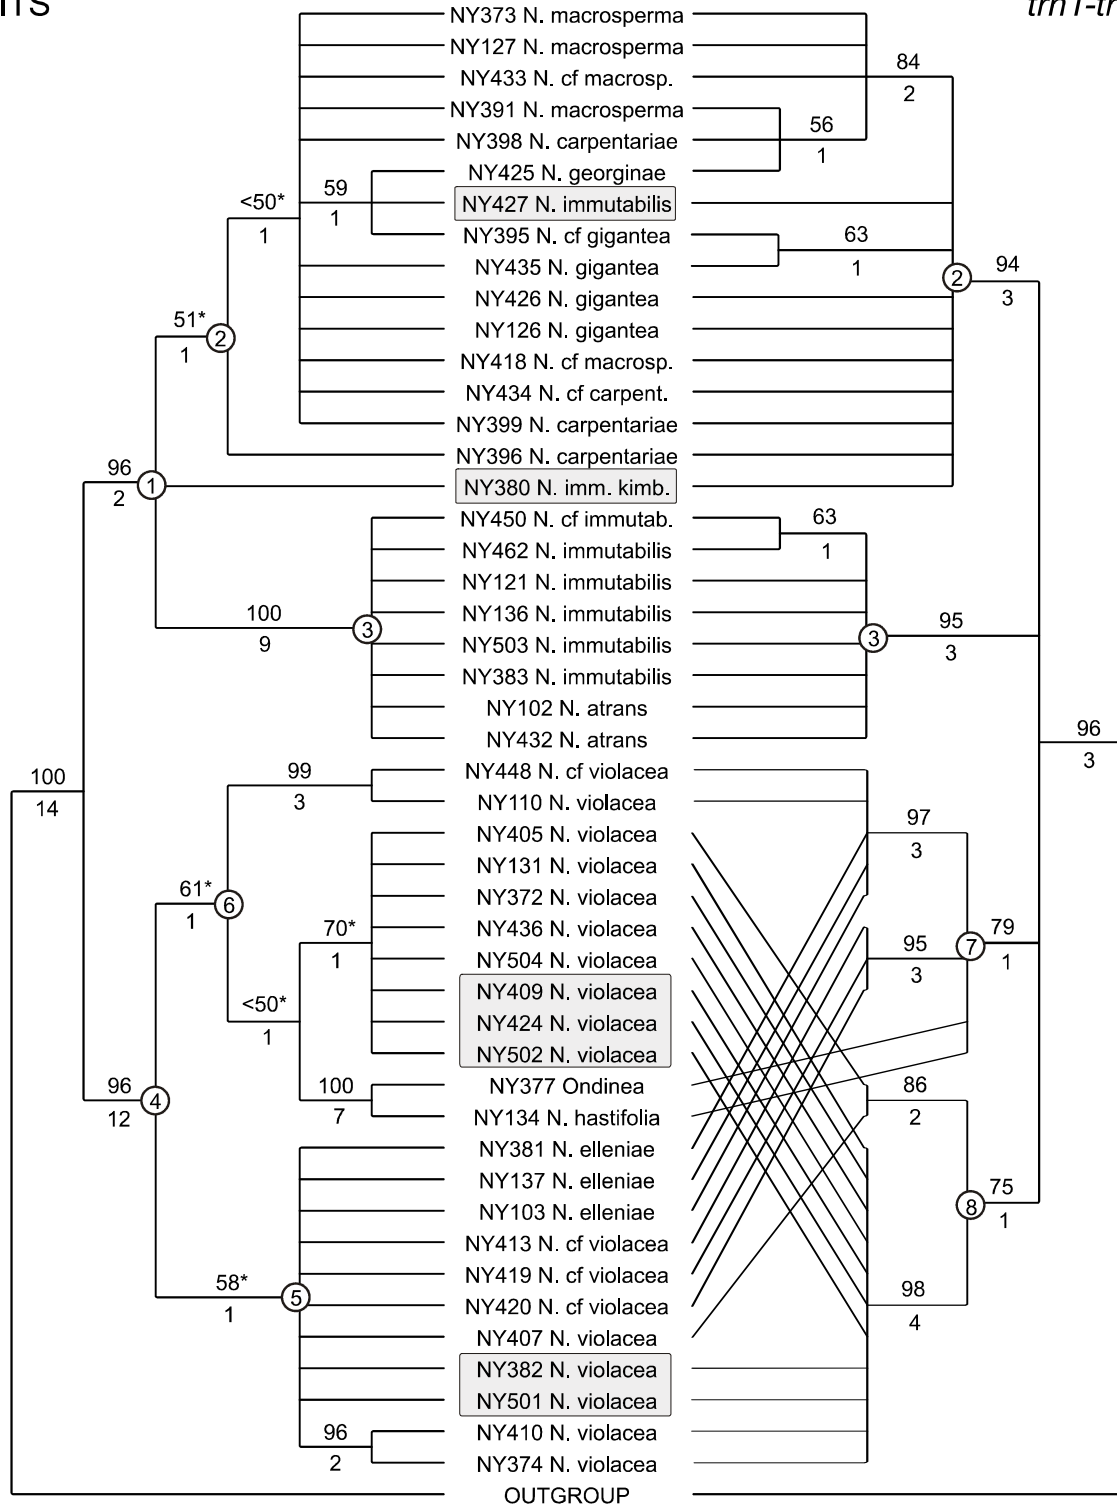 ITS
trnT-tr
NY373 N. macrosperma
NY127 N. macrosperma
84
NY433 N. cf macrosp.
2
NY391 N. macrosperma
56
NY398 N. carpentariae
1
NY425 N. georginae
59
<50*
NY427 N. immutabilis
1
1
NY395 N. cf gigantea
63
NY435 N. gigantea
1
94
2
3
NY426 N. gigantea
51*
NY126 N. gigantea
2
1
NY418 N. cf macrosp.
NY434 N. cf carpent.
NY399 N. carpentariae
NY396 N. carpentariae
96
1
2
NY380 N. imm. kimb.
NY450 N. cf immutab.
63
NY462 N. immutabilis
1
NY121 N. immutabilis
100
NY136 N. immutabilis
95
3
3
9
NY503 N. immutabilis
3
NY383 N. immutabilis
NY102 N. atrans
96
NY432 N. atrans
3
99
NY448 N. cf violacea
100
3
NY110 N. violacea
14
97
NY405 N. violacea
3
NY131 N. violacea
61*
NY372 N. violacea
6
1
70*
NY436 N. violacea
79
95
7
1
NY504 N. violacea
3
1
<50*
NY409 N. violacea
1
NY424 N. violacea
NY502 N. violacea
96
100
NY377 Ondinea
86
4
12
7
NY134 N. hastifolia
2
NY381 N. elleniae
NY137 N. elleniae
75
NY103 N. elleniae
8
1
NY413 N. cf violacea
58*
NY419 N. cf violacea
98
5
1
NY420 N. cf violacea
4
NY407 N. violacea
NY382 N. violacea
NY501 N. violacea
96
NY410 N. violacea
2
NY374 N. violacea
OUTGROUP